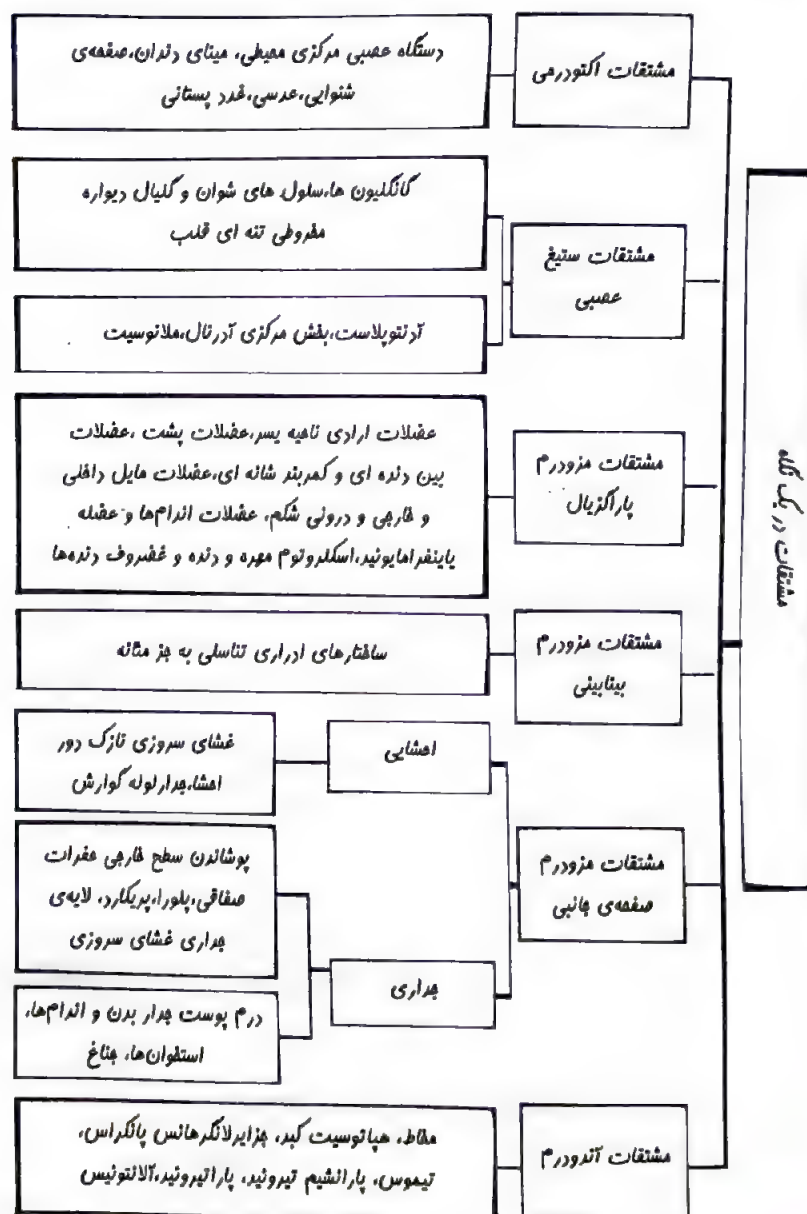 مشتقات در یک نگاه
مشتقات اکتودرمی
دستگاه عصبی مرکزی محیطی، مینای دندان،صفحه‌ی
شنوایی،عدسی،غدد پستانی
مشتقات ستیغ
عصبی
گانگلیون ها،سلول های شوان و گلیال دیواره
مخروطی تنه ای قلب
آدنتوپلاست،بخش مرکزی آدرنال،ملانوسیت
مشتقات مزودرم
پاراگزیال
عضلات ارادی ناحیه یسر،عضلات پشت ،عضلات
بین دنده ای و کمربند شانه ای،عضلات مایل داخلی
و خارجی و درونی شکم، عضلات اندام‌ها و عضله
یاینفراهایوئید،اسکلروتوم مهره و دنده و غضروف دنده‌ها
مشتقات مزودرم
بینابینی
ساختارهای ادراری تناسلی به جز مثانه
مشتقات مزودرم
صفحه‌ی جانبی
احشایی
غشای سروزی نازک دور
احشا،جدار لوله گوارش
جداری
پوشاندن سطح خارجی حفرات
صفاقی،پلورا،پریکارد، لایه‌ی
جداری غشای سروزی
درم پوست جدار بدن و اندام‌ها،
استخوان‌ها، جناغ
مشتقات آندودرم
مخاط، هپاتوسیت کبد، جزایرلانگرهانس پانکراس،
تیموس، پارانشیم تیروئید، پاراتیروئید،آلانتوئیس